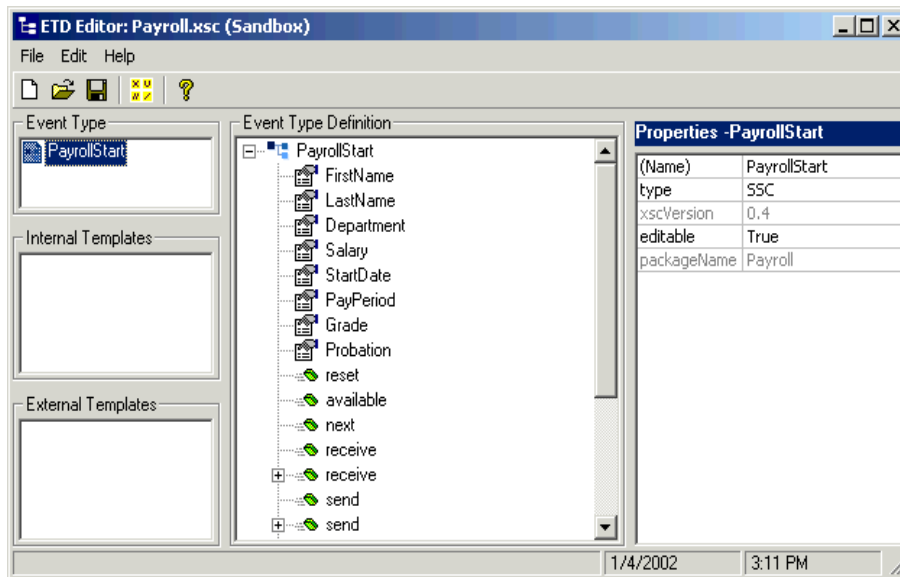 ETD Editor: Payroll.xsc (Sandbox)
File Edit Help
Event Type
PayrollStart
Internal Templates
External Templates
Event Type Definition
PayrollStart
FirstName
LastName
Department
Salary
StartDate
PayPeriod
Grade
Probation
reset
available
next
receive
receive
send
send
Properties -PayrollStart
(Name) PayrollStart
type SSC
xscVersion 0.4
editable True
packageName Payroll
1/4/2002 3:11 PM